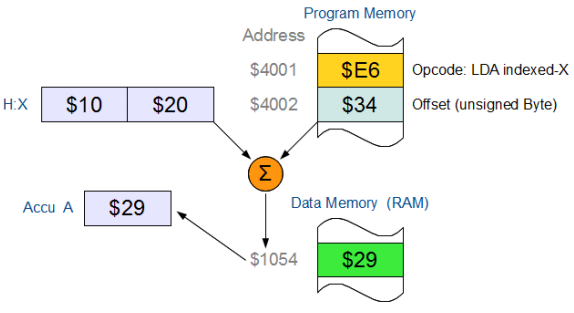 Program Memory
Address
$4001 $E6 Opcode: LDA indexed-X
H:X $10 $20 $4002 $34 Offset (unsigned Byte)
Σ
Accu A $29 Data Memory (RAM)
$1054 $29